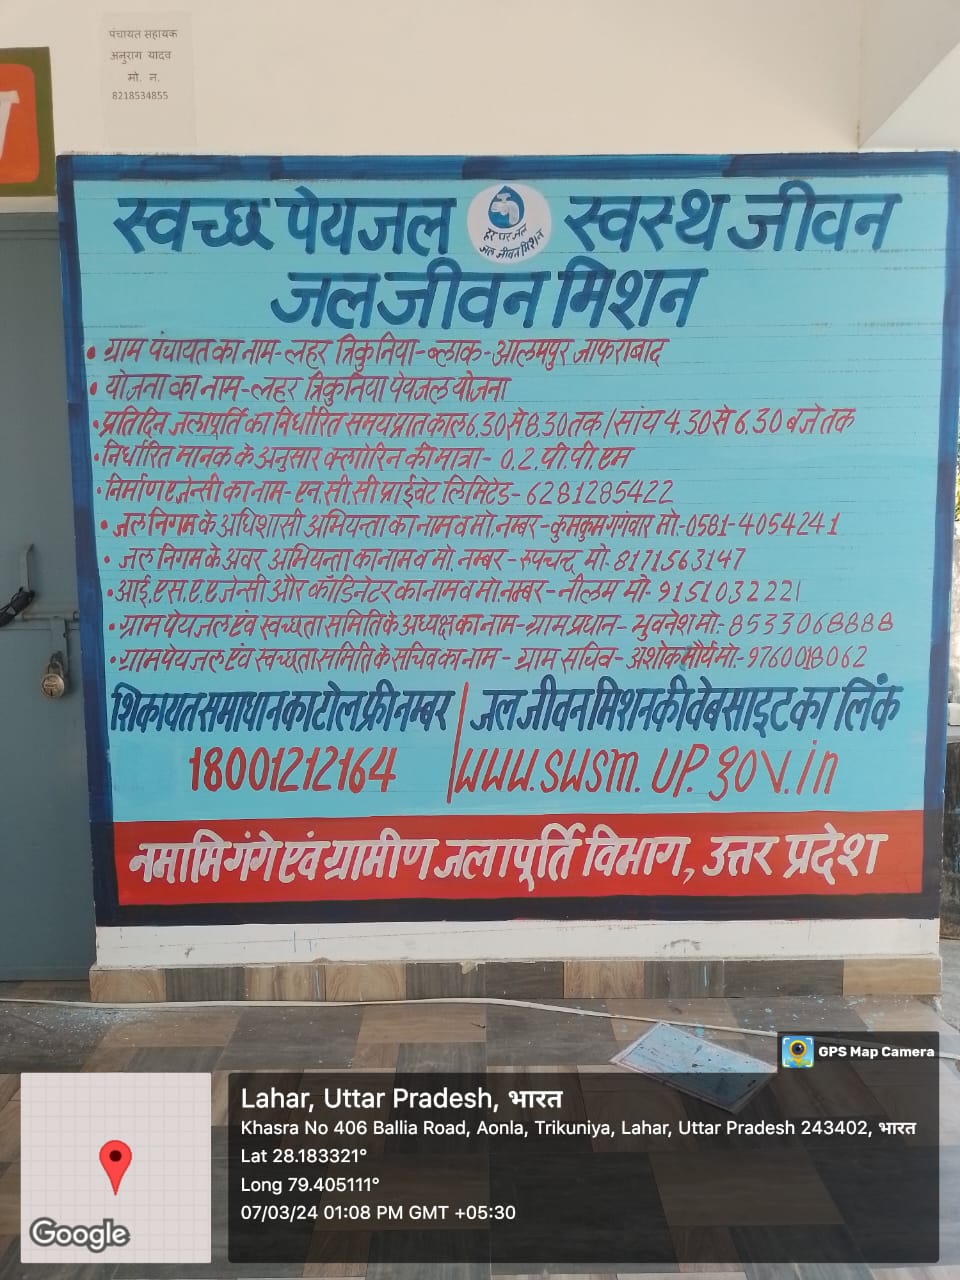 पंचायत सहायक
अनुराग यादव
मो. न.
8218534855
स्वच्छ पेयजल स्वस्थ जीवन
हर घर जल
जल जीवन मिशन
जल जीवन मिशन
• ग्राम पंचायत का नाम-लहर त्रिकुनिया-ब्लाक-आलमपुर जाफराबाद
• योजना का नाम-लहर त्रिकुनिया पेयजल योजना
• प्रतिदिन जलापूर्ति का निर्धारित समय प्रातकाल 6.30 से 8.30 तक/सांय 4.30 से 6.30 बजे तक
• निर्धारित मानक के अनुसार क्लोरिन की मात्रा- 0.2.पी.पी.एम
• निर्माण एजेन्सी का नाम-एन.सी.सी प्राईवेट लिमिटेड-6281285422
• जल निगम के अधिशासी अभियन्ता का नाम व मो. नम्बर-कुमकुम गंगवार मो.-0581-4054241
• जल निगम के अवर अभियन्ता का नाम व मो. नम्बर-रुपचन्द्र मो.-8171563147
• आई.एस.ए.एजेन्सी और कॉडिनेटर का नाम व मो.नम्बर-नीलम मो-9151032221
• ग्राम पेयजल एंव स्वच्छता समिति के अध्यक्ष का नाम-ग्राम प्रधान-भुवनेश मो.-8533068888
• ग्राम पेयजल एंव स्वच्छता समिति के सचिव का नाम-ग्राम सचिव-अशोक मौर्य मो.-9760018062
शिकायत समाधान का टोल फ्री नम्बर
18001212164
जल जीवन मिशन की वेबसाइट का लिंक
www.swsm.UP.gov.in
नमामि गंगे एवं ग्रामीण जलापूर्ति विभाग, उत्तर प्रदेश
GPS Map Camera
Lahar, Uttar Pradesh, भारत
Khasra No 406 Ballia Road, Aonla, Trikuniya, Lahar, Uttar Pradesh 243402, भारत
Lat 28.183321°
Long 79.405111°
07/03/24 01:08 PM GMT +05:30
Google